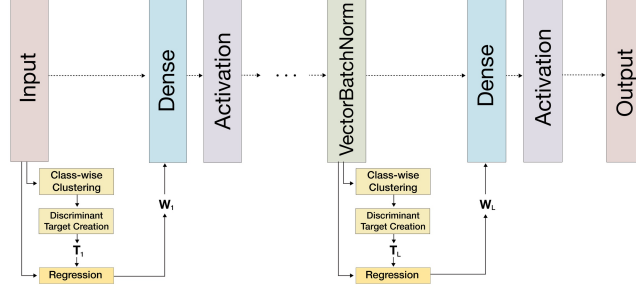 Input
Dense
Activation
...
VectorBatchNorm
Dense
Activation
Output
Class-wise
Clustering
Discriminant
Target Creation
T1
Regression
W1
Class-wise
Clustering
Discriminant
Target Creation
TL
Regression
WL